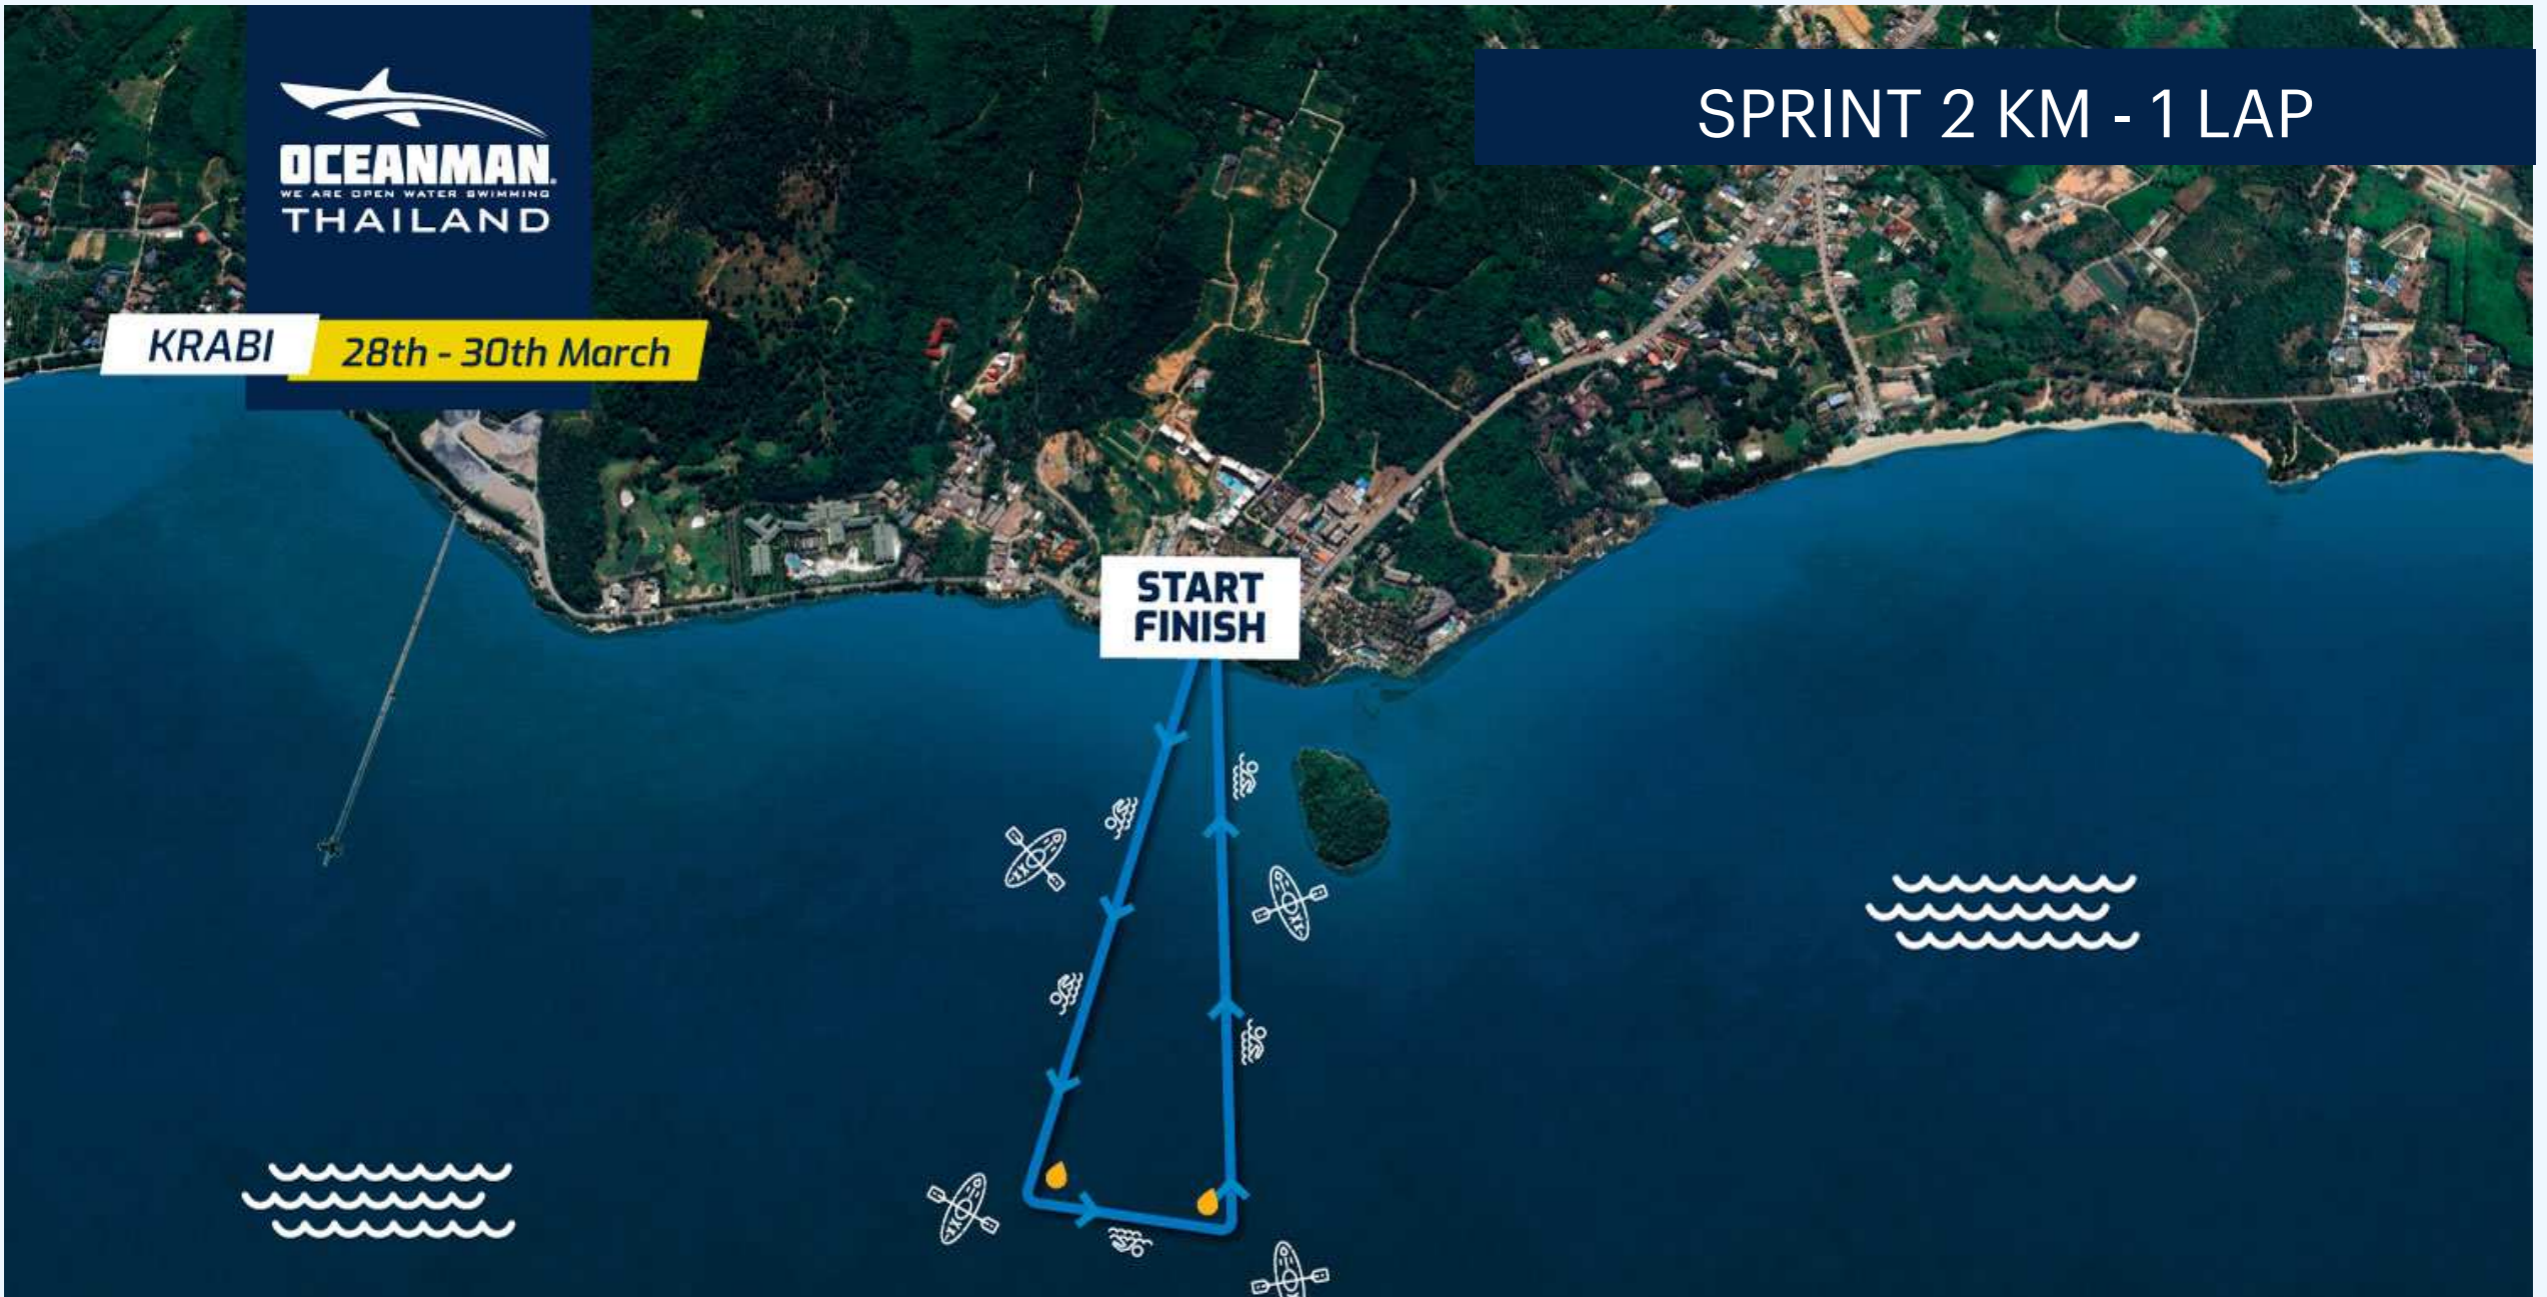 SPRINT 2 KM - 1 LAP
OCEANMAN
WE ARE OPEN WATER SWIMMING
THAILAND
KRABI
28th - 30th March
START
FINISH